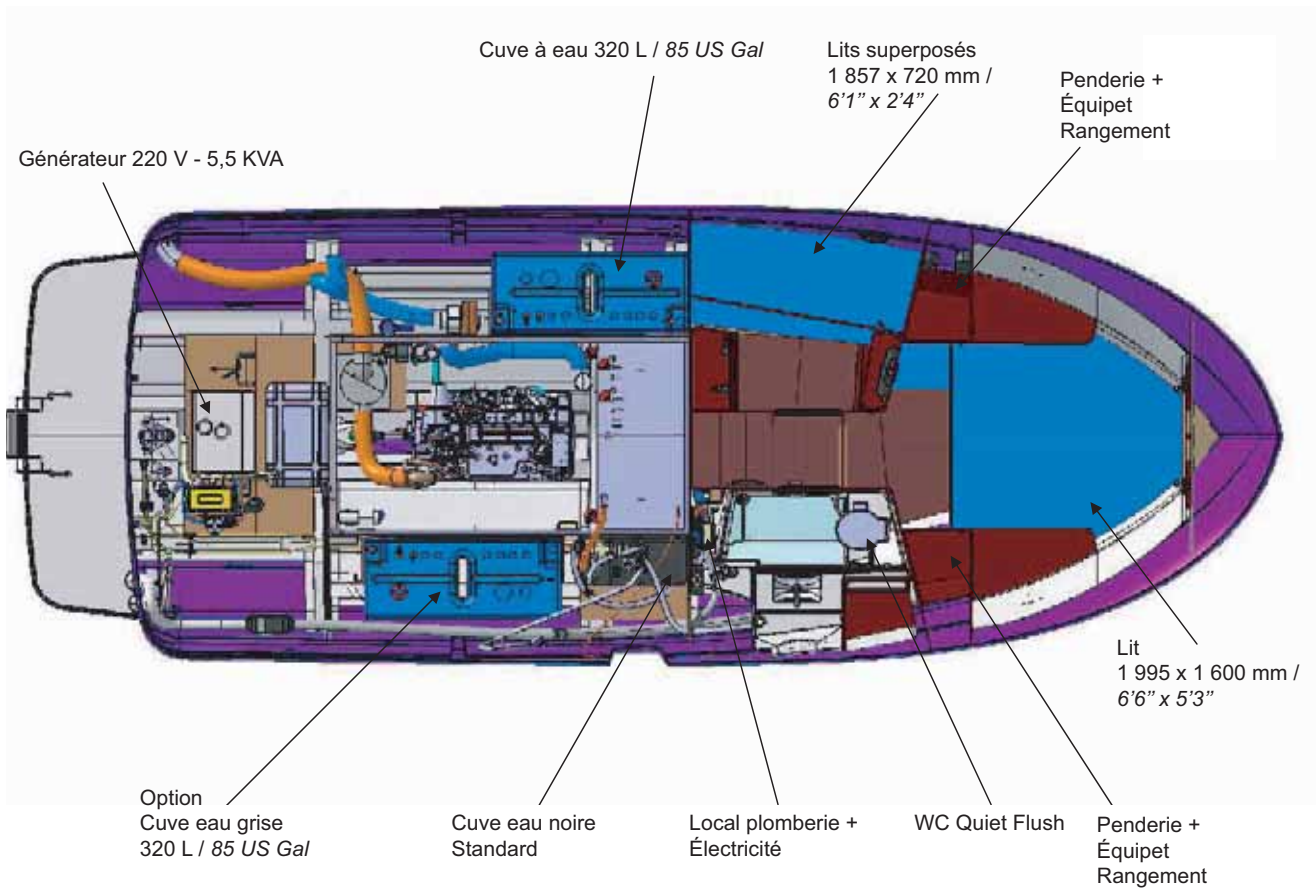 Cuve à eau 320 L / 85 US Gal
Lits superposés
1 857 x 720 mm /
6’1’’ x 2’4’’
Penderie +
Équipet
Rangement
Générateur 220 V - 5,5 KVA
Lit
1 995 x 1 600 mm /
6’6’’ x 5’3’’
Option
Cuve eau grise
320 L / 85 US Gal
Cuve eau noire
Standard
Local plomberie +
Électricité
WC Quiet Flush
Penderie +
Équipet
Rangement